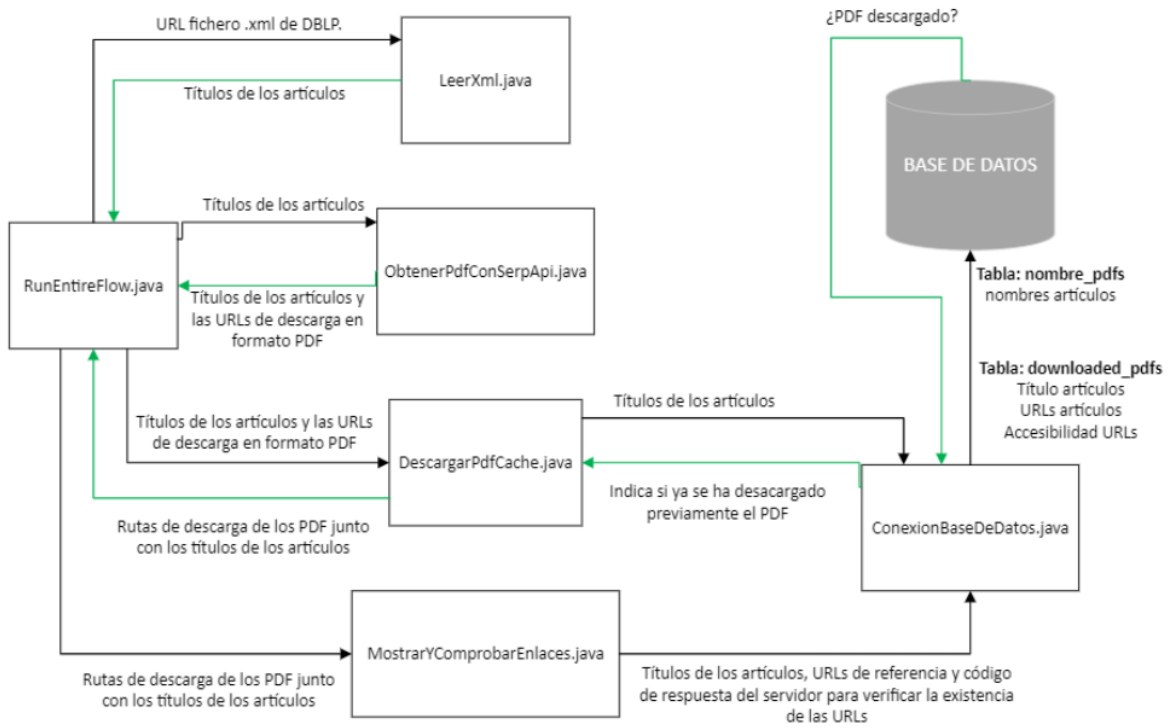 URL fichero .xml de DBLP.
¿PDF descargado?
LeerXml.java
Títulos de los artículos
BASE DE DATOS
Títulos de los artículos
RunEntireFlow.java
ObtenerPdfConSerpApi.java
Títulos de los artículos y
las URLs de descarga en
formato PDF
Tabla: nombre_pdfs
nombres artículos
Tabla: downloaded_pdfs
Título artículos
URLs artículos
Accesibilidad URLs
Títulos de los artículos y las URLs
de descarga en formato PDF
Títulos de los artículos
DescargarPdfCache.java
Indica si ya se ha desacargado
previamente el PDF
ConexionBaseDeDatos.java
Rutas de descarga de los PDF junto
con los títulos de los artículos
MostrarYComprobarEnlaces.java
Rutas de descarga de los PDF junto
con los títulos de los artículos
Títulos de los artículos, URLs de referencia y código
de respuesta del servidor para verificar la existencia
de las URLs